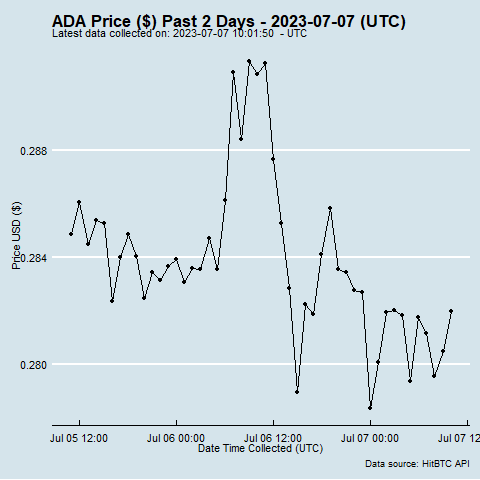 ADA Price ($) Past 2 Days - 2023-07-07 (UTC)
Latest data collected on: 2023-07-07 10:01:50 - UTC
Price USD ($)
0.288
0.284
0.280
Jul 05 12:00 Jul 06 00:00 Jul 06 12:00 Jul 07 00:00 Jul 07 12
Date Time Collected (UTC)
Data source: HitBTC API